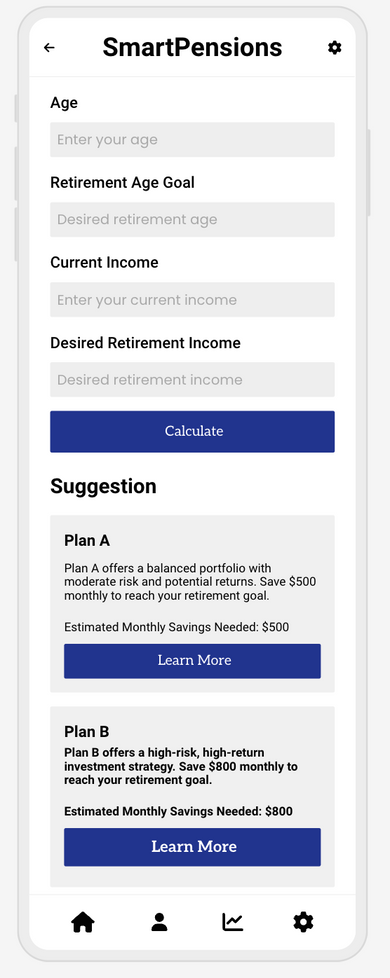 SmartPensions
Age
Enter your age
Retirement Age Goal
Desired retirement age
Current Income
Enter your current income
Desired Retirement Income
Desired retirement income
Calculate
Suggestion
Plan A
Plan A offers a balanced portfolio with
moderate risk and potential returns. Save $500
monthly to reach your retirement goal.
Estimated Monthly Savings Needed: $500
Learn More
Plan B
Plan B offers a high-risk, high-return
investment strategy. Save $800 monthly to
reach your retirement goal.
Estimated Monthly Savings Needed: $800
Learn More